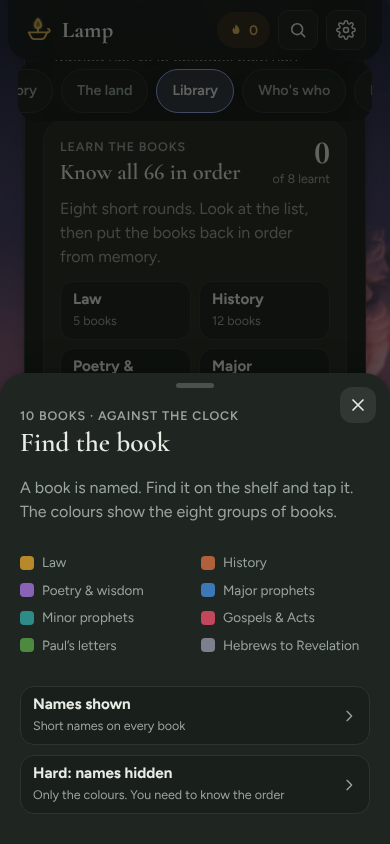 Lamp
0
ory
The land
Library
Who's who
LEARN THE BOOKS
0
Know all 66 in order
of 8 learnt
Eight short rounds. Look at the list,
then put the books back in order
from memory.
Law
History
5 books
12 books
Poetry &
Major
10 BOOKS · AGAINST THE CLOCK
Find the book
A book is named. Find it on the shelf and tap it.
The colours show the eight groups of books.
Law
History
Poetry & wisdom
Major prophets
Minor prophets
Gospels & Acts
Paul's letters
Hebrews to Revelation
Names shown
Short names on every book
Hard: names hidden
Only the colours. You need to know the order